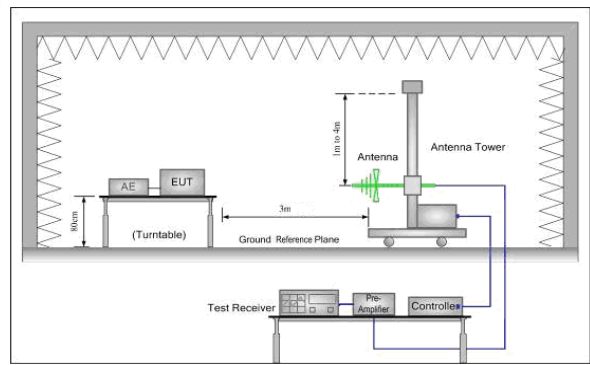 1m to 4m
Antenna Tower
Antenna
AE
EUT
3m
80cm
(Turntable)
Ground Reference Plane
Test Receiver
Pre-
Amplifier
Controller